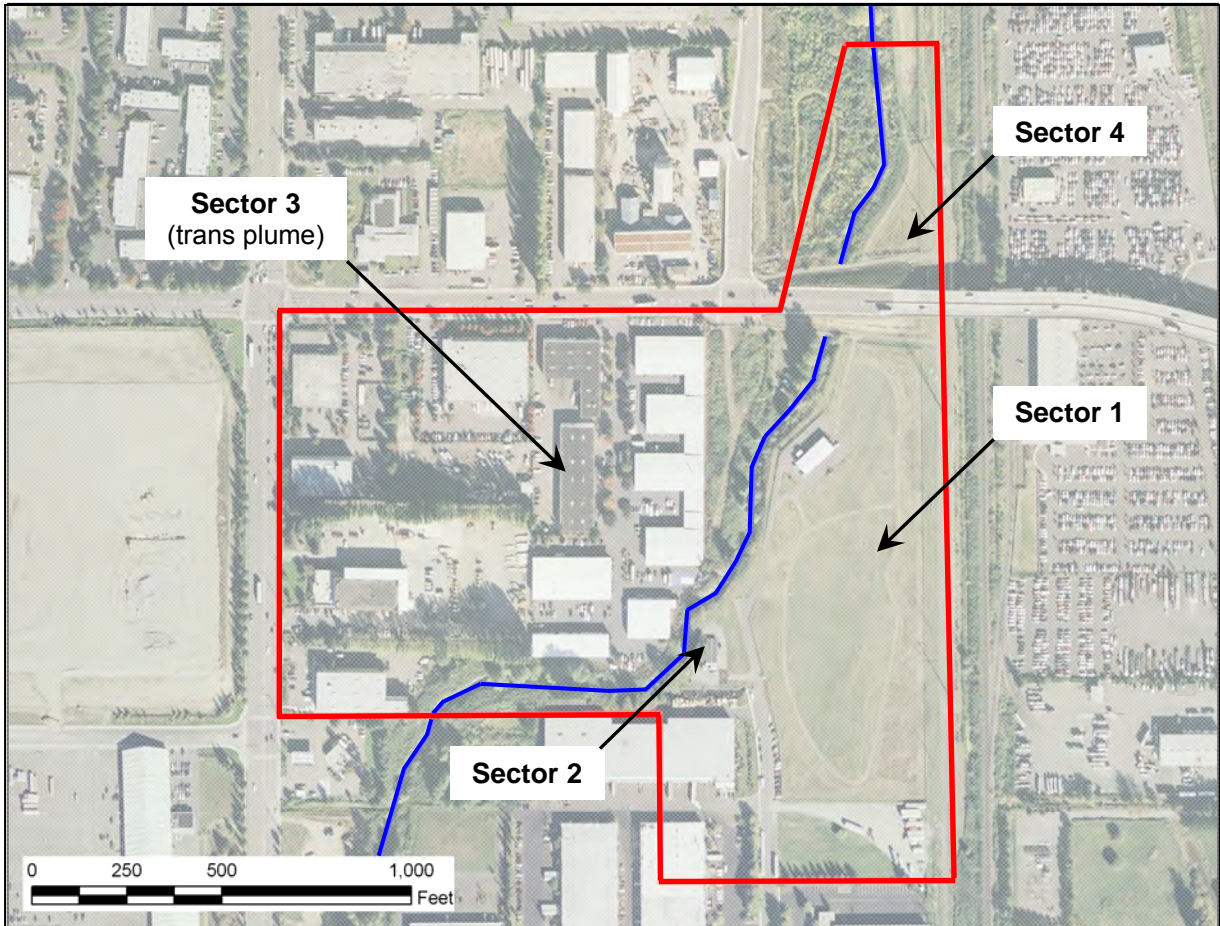 Sector 4
Sector 3
(trans plume)
Sector 1
Sector 2
0 250 500 1,000
Feet